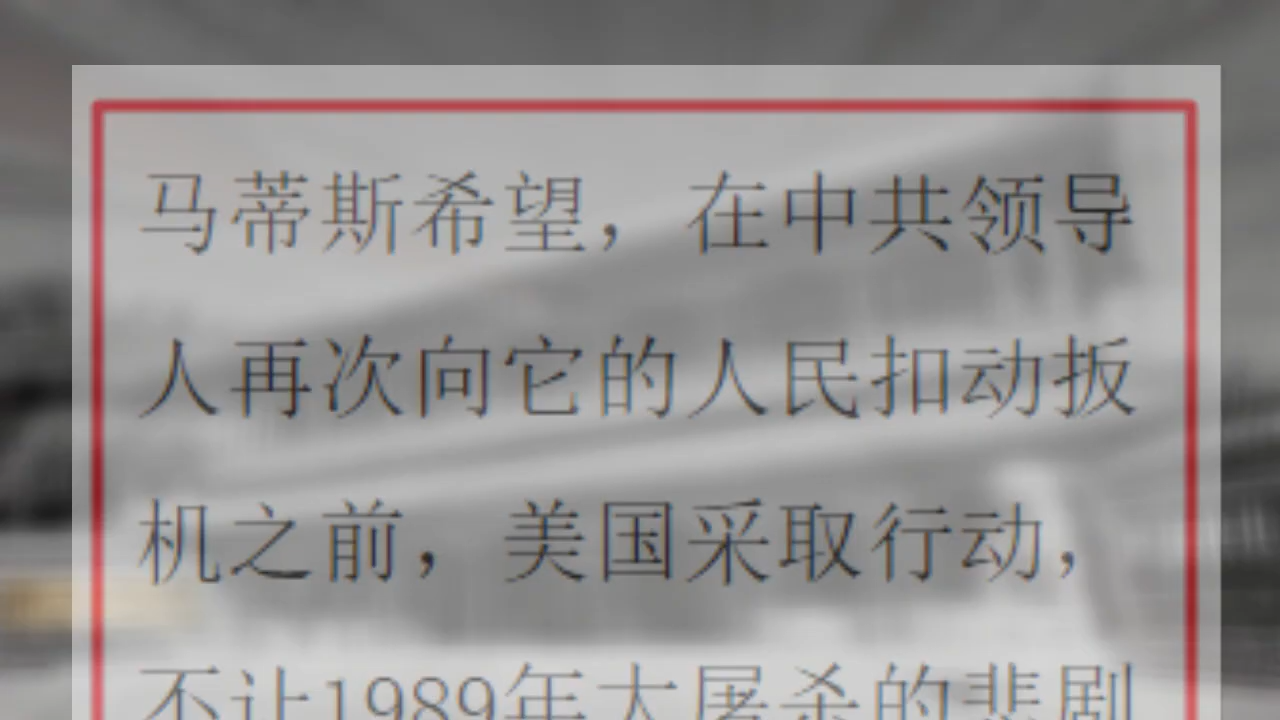 马蒂斯希望，在中共领导
人再次向它的人民扣动扳
机之前，美国采取行动，
不让1989年大屠杀的悲剧